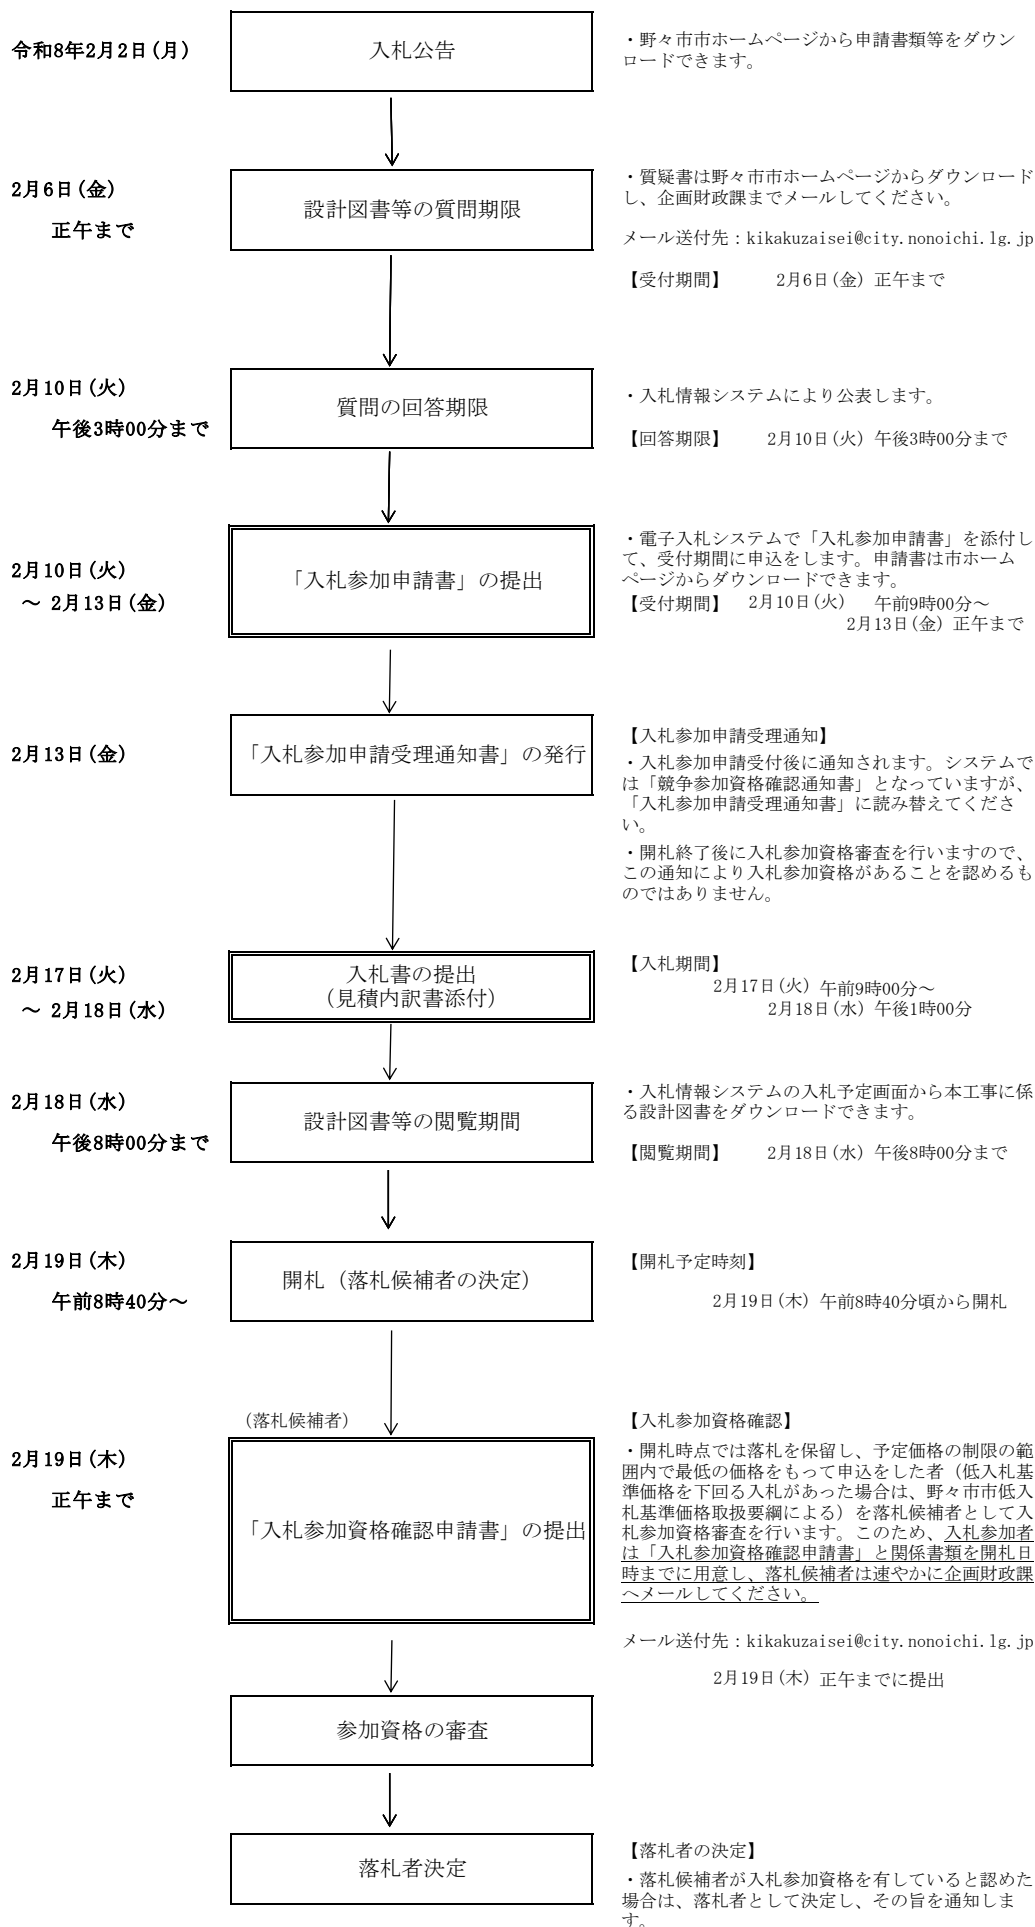 令和8年2月2日(月)
入札公告
・野々市市ホームページから申請書類等をダウン
ロードできます。
2月6日(金)
正午まで
設計図書等の質問期限
・質疑書は野々市市ホームページからダウンロード
し、企画財政課までメールしてください。
メール送付先：kikakuzaisei@city.nonoichi.lg.jp
【受付期間】 2月6日(金) 正午まで
2月10日(火)
午後3時00分まで
質問の回答期限
・入札情報システムにより公表します。
【回答期限】 2月10日(火) 午後3時00分まで
2月10日(火)
～ 2月13日(金)
「入札参加申請書」の提出
・電子入札システムで「入札参加申請書」を添付し
て、受付期間に申込をします。申請書は市ホーム
ページからダウンロードできます。
【受付期間】 2月10日(火) 午前9時00分～
2月13日(金) 正午まで
2月13日(金)
「入札参加申請受理通知書」の発行
【入札参加申請受理通知】
・入札参加申請受付後に通知されます。システムで
は「競争参加資格確認通知書」となっていますが、
「入札参加申請受理通知書」に読み替えてくださ
い。
・開札終了後に入札参加資格審査を行いますので、
この通知により入札参加資格があることを認めるも
のではありません。
2月17日(火)
～ 2月18日(水)
入札書の提出
(見積内訳書添付)
【入札期間】
2月17日(火) 午前9時00分～
2月18日(水) 午後1時00分
2月18日(水)
午後8時00分まで
設計図書等の閲覧期間
・入札情報システムの入札予定画面から本工事に係
る設計図書をダウンロードできます。
【閲覧期間】 2月18日(水) 午後8時00分まで
2月19日(木)
午前8時40分～
開札（落札候補者の決定）
【開札予定時刻】
2月19日(木) 午前8時40分頃から開札
(落札候補者)
2月19日(木)
正午まで
「入札参加資格確認申請書」の提出
【入札参加資格確認】
・開札時点では落札を保留し、予定価格の制限の範
囲内で最低の価格をもって申込をした者（低入札基
準価格を下回る入札があった場合は、野々市市低入
札基準価格取扱要綱による）を落札候補者として入
札参加資格審査を行います。このため、入札参加者
は「入札参加資格確認申請書」と関係書類を開札日
時までに用意し、落札候補者は速やかに企画財政課
へメールしてください。
メール送付先：kikakuzaisei@city.nonoichi.lg.jp
2月19日(木) 正午までに提出
参加資格の審査
落札者決定
【落札者の決定】
・落札候補者が入札参加資格を有していると認めた
場合は、落札者として決定し、その旨を通知しま
す。